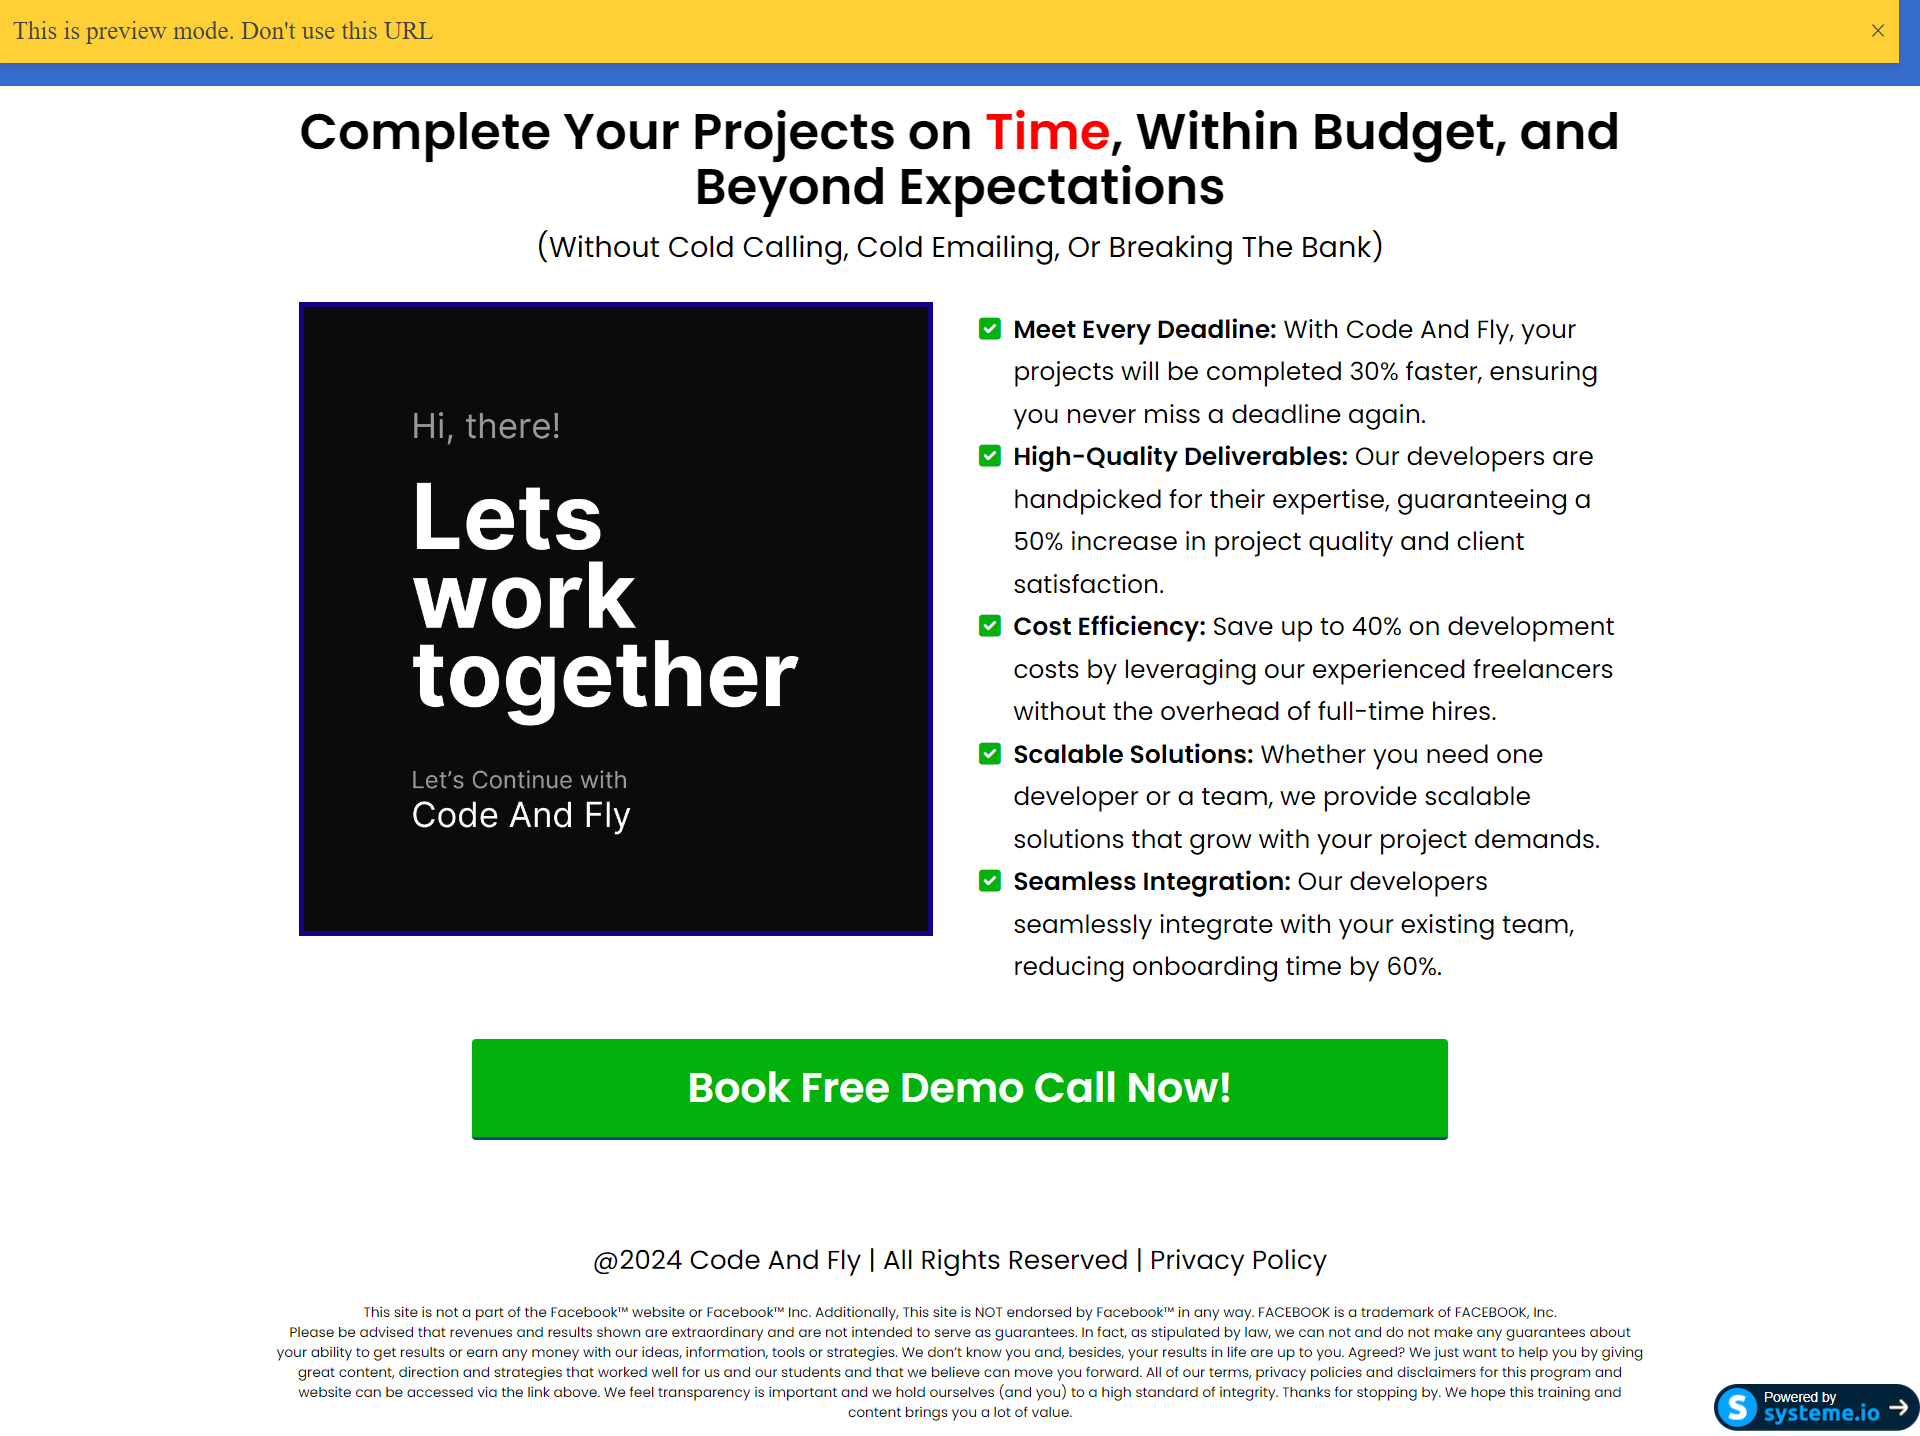 This is preview mode. Don't use this URL
Complete Your Projects on Time, Within Budget, and
Beyond Expectations
(Without Cold Calling, Cold Emailing, Or Breaking The Bank)
Hi, there!
Lets
work
together
Let's Continue with
Code And Fly
Meet Every Deadline: With Code And Fly, your
projects will be completed 30% faster, ensuring
you never miss a deadline again.
High-Quality Deliverables: Our developers are
handpicked for their expertise, guaranteeing a
50% increase in project quality and client
satisfaction.
Cost Efficiency: Save up to 40% on development
costs by leveraging our experienced freelancers
without the overhead of full-time hires.
Scalable Solutions: Whether you need one
developer or a team, we provide scalable
solutions that grow with your project demands.
Seamless Integration: Our developers
seamlessly integrate with your existing team,
reducing onboarding time by 60%.
Book Free Demo Call Now!
@2024 Code And Fly | All Rights Reserved | Privacy Policy
This site is not a part of the Facebook™ website or Facebook™ Inc. Additionally, This site is NOT endorsed by Facebook™ in any way. FACEBOOK is a trademark of FACEBOOK, Inc.
Please be advised that revenues and results shown are extraordinary and are not intended to serve as guarantees. In fact, as stipulated by law, we can not and do not make any guarantees about
your ability to get results or earn any money with our ideas, information, tools or strategies. We don't know you and, besides, your results in life are up to you. Agreed? We just want to help you by giving
great content, direction and strategies that worked well for us and our students and that we believe can move you forward. All of our terms, privacy policies and disclaimers for this program and
website can be accessed via the link above. We feel transparency is important and we hold ourselves (and you) to a high standard of integrity. Thanks for stopping by. We hope this training and
content brings you a lot of value.
Powered by
systeme.io